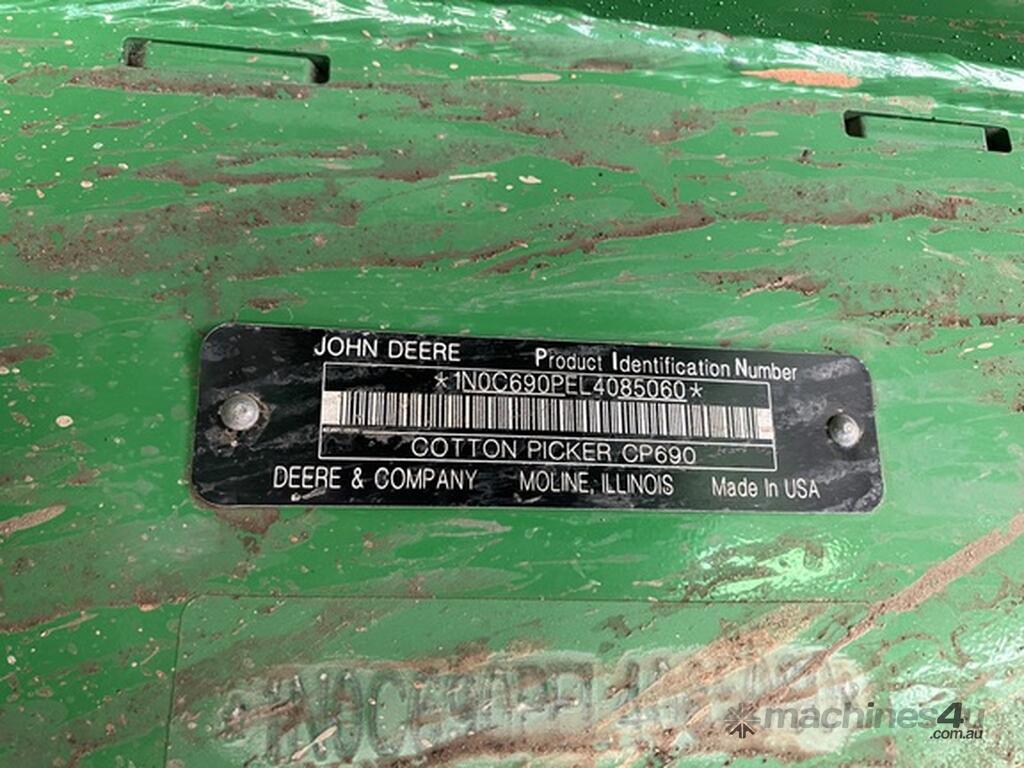 JOHN DEERE Product Identification Number
*1N0C690PEL4085060*
COTTON PICKER CP690
DEERE & COMPANY MOLINE, ILLINOIS Made In USA
machines4u
.com.au